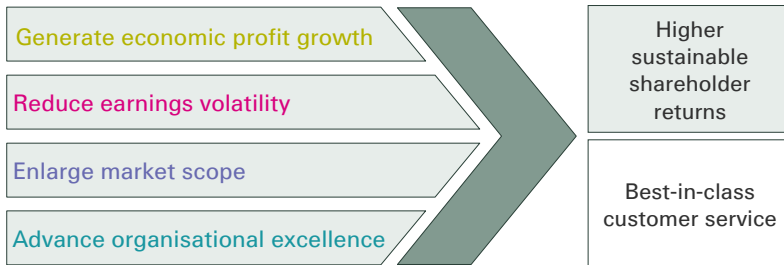 Generate economic profit growth
Reduce earnings volatility
Enlarge market scope
Advance organisational excellence
Higher
sustainable
shareholder
returns
Best-in-class
customer service